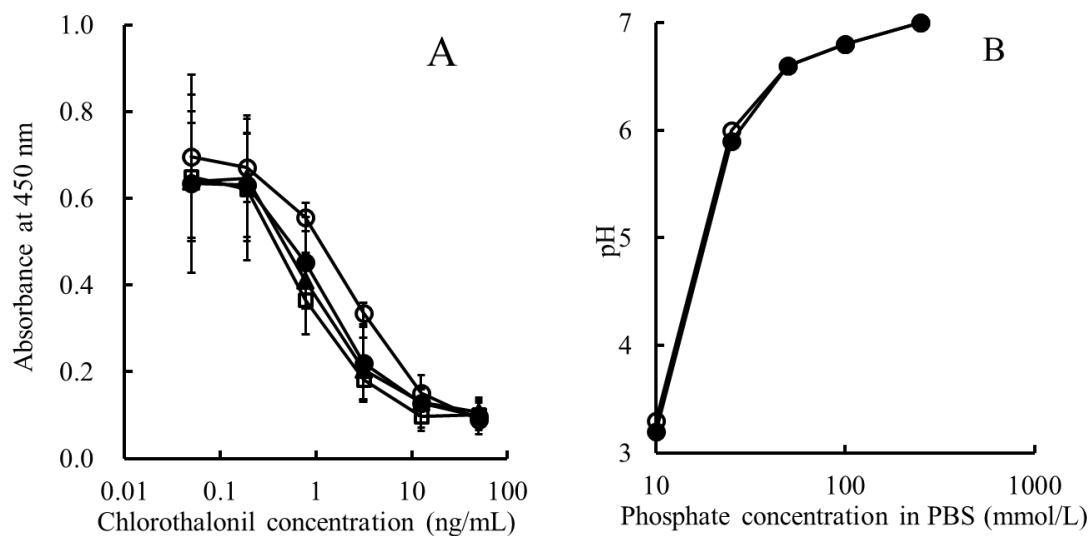 A
Absorbance at 450 nm
1.0
0.8
0.6
0.4
0.2
0.0
0.01 0.1 1 10 100
Chlorothalonil concentration (ng/mL)
B
pH
7
6
5
4
3
10 100 1000
Phosphate concentration in PBS (mmol/L)